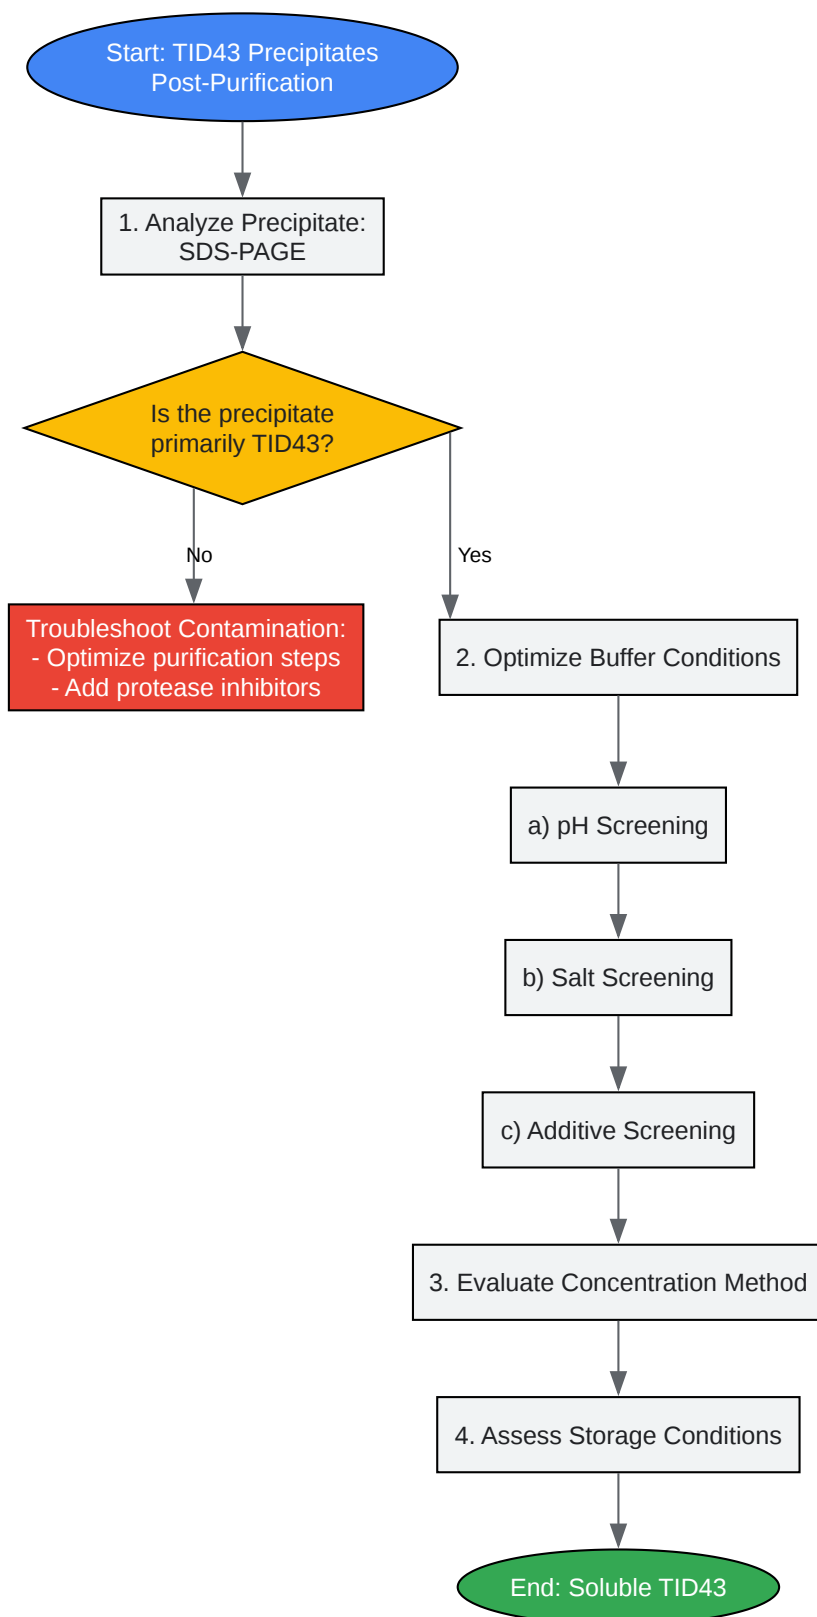 Start: TID43 Precipitates
Post-Purification
1. Analyze Precipitate:
SDS-PAGE
Is the precipitate
primarily TID43?
No
Yes
Troubleshoot Contamination:
- Optimize purification steps
- Add protease inhibitors
2. Optimize Buffer Conditions
a) pH Screening
b) Salt Screening
c) Additive Screening
3. Evaluate Concentration Method
4. Assess Storage Conditions
End: Soluble TID43